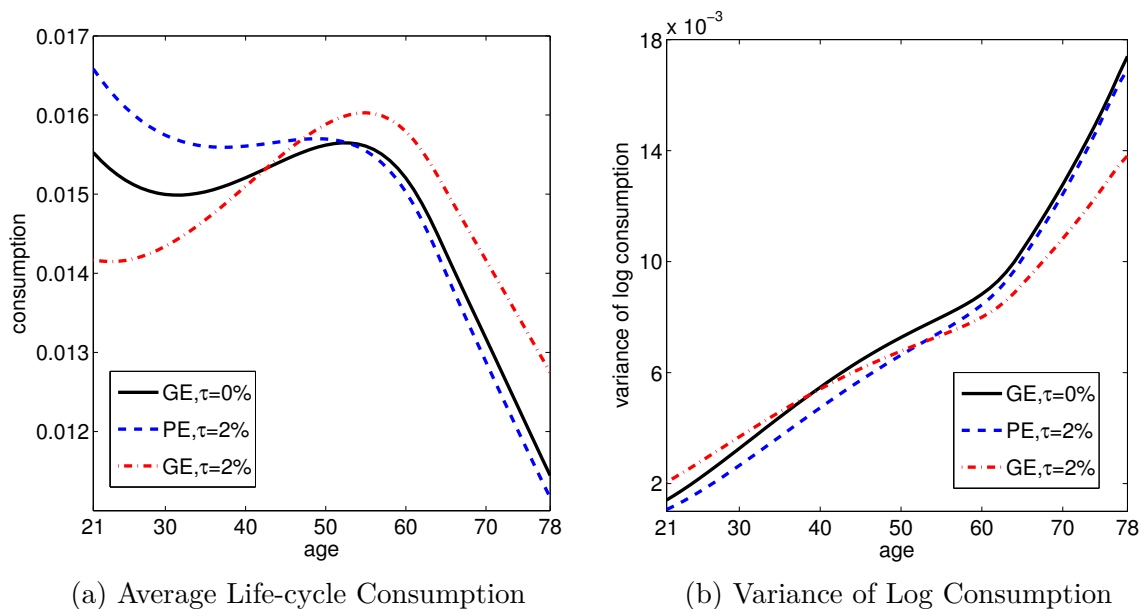 0.017
0.016
0.015
0.014
0.013
0.012
21 30 40 50 60 70 78
age
consumption
GE,τ=0%
PE,τ=2%
GE,τ=2%
(a) Average Life-cycle Consumption
x 10⁻³
18
14
10
6
2
21 30 40 50 60 70 78
age
variance of log consumption
GE,τ=0%
PE,τ=2%
GE,τ=2%
(b) Variance of Log Consumption